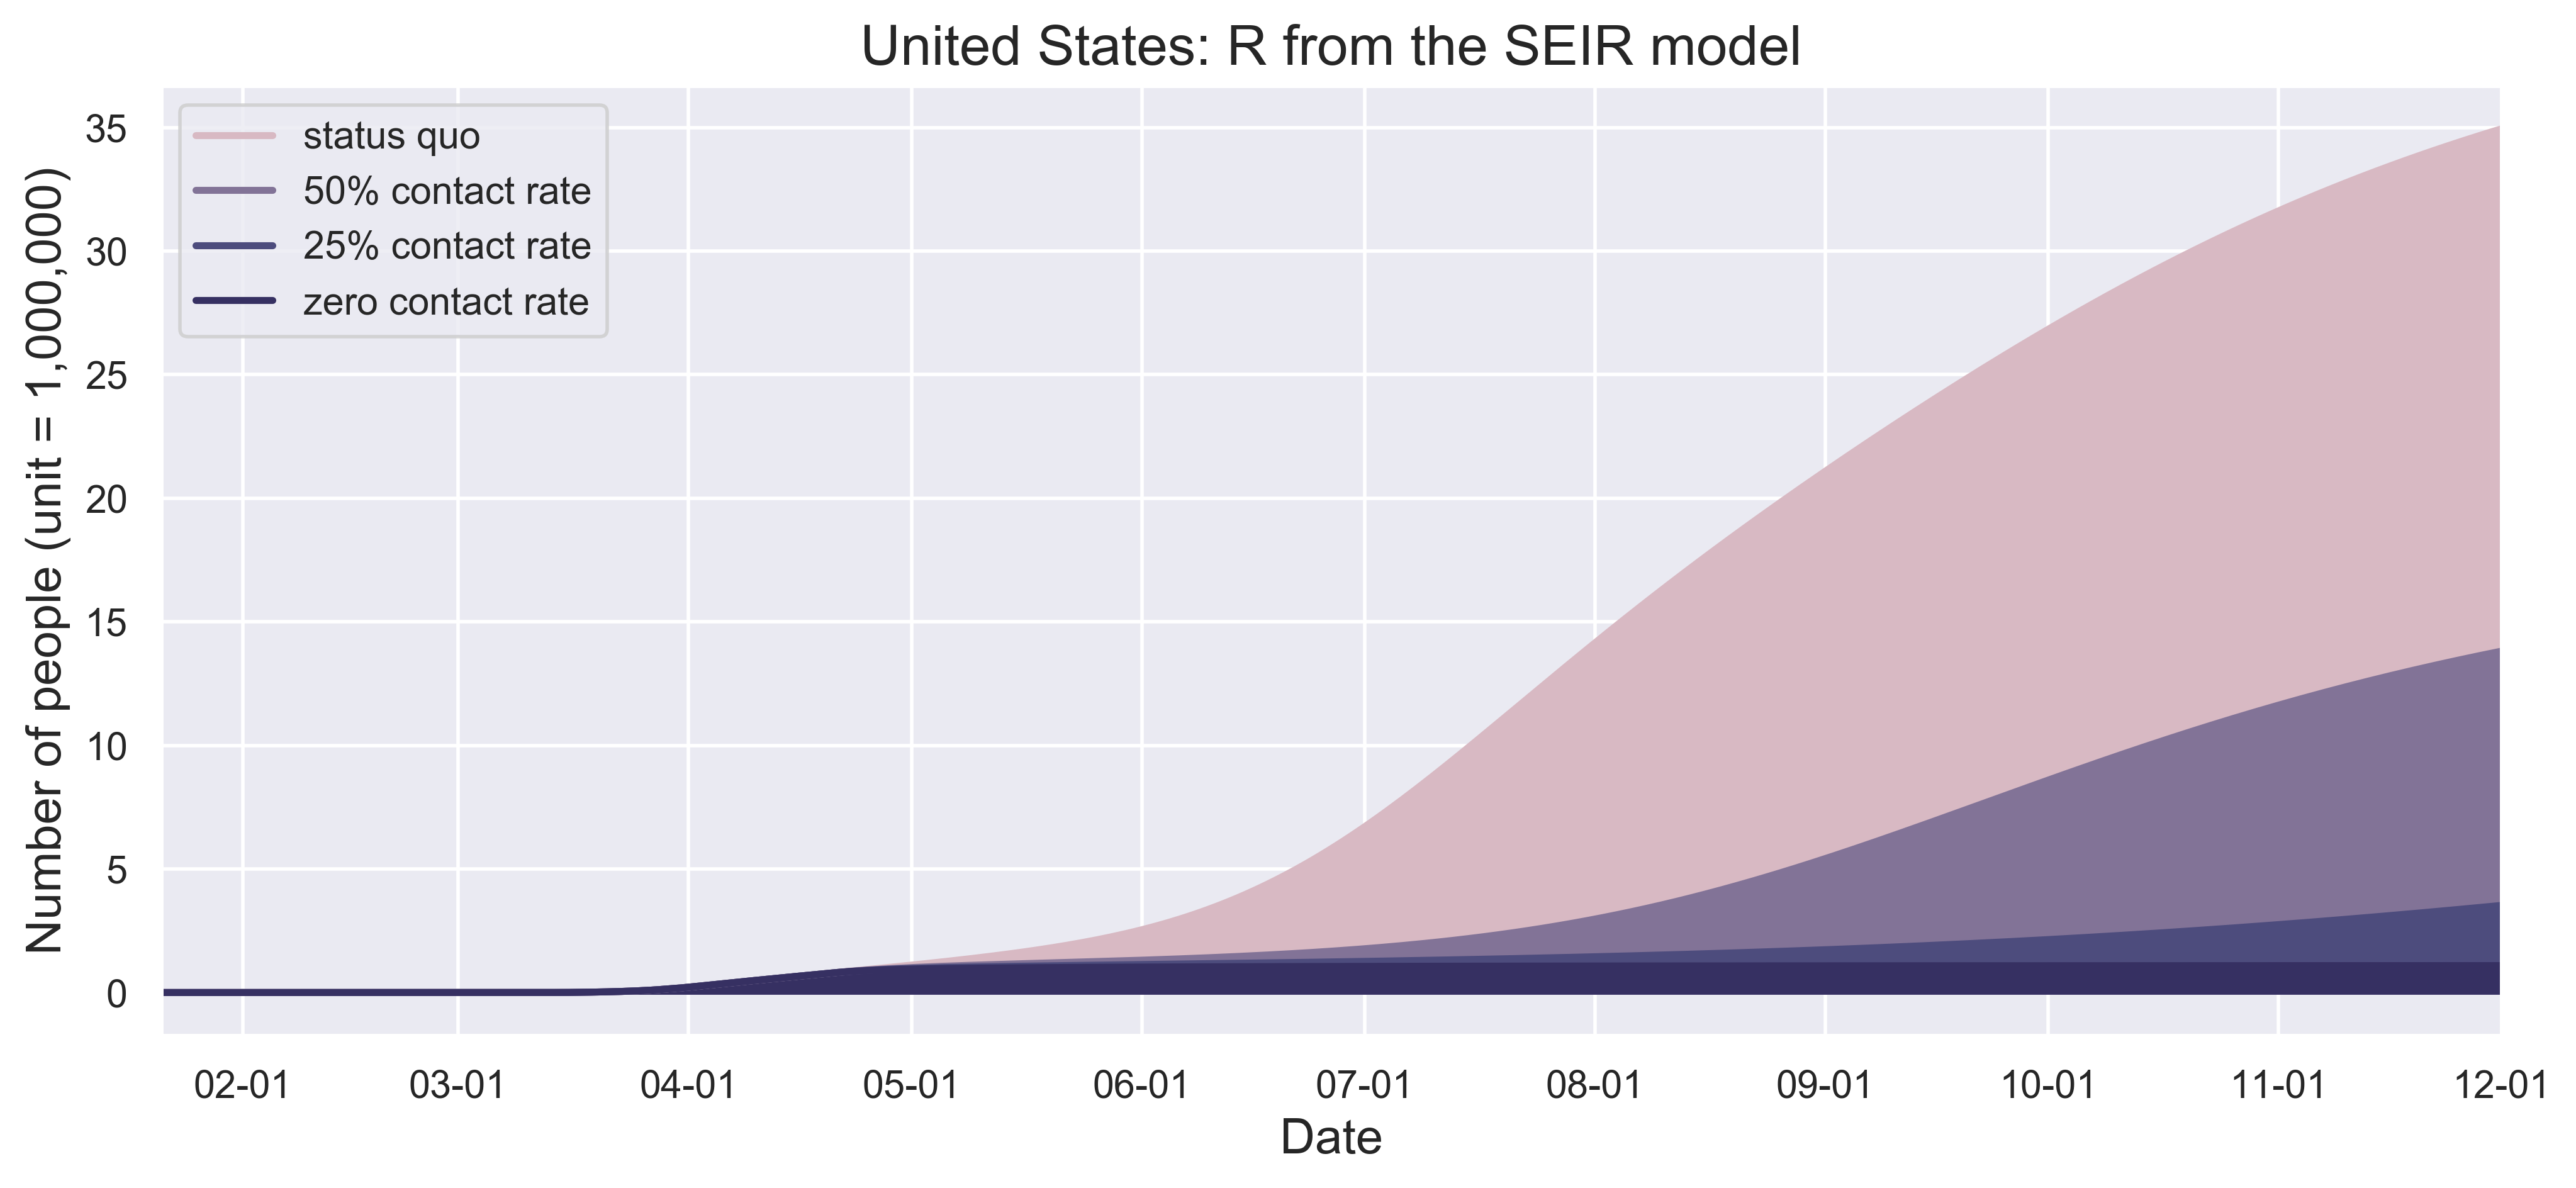 United States: R from the SEIR model
status quo
50% contact rate
25% contact rate
zero contact rate
Number of people (unit = 1,000,000)
35
30
25
20
15
10
5
0
02-01 03-01 04-01 05-01 06-01 07-01 08-01 09-01 10-01 11-01 12-01
Date